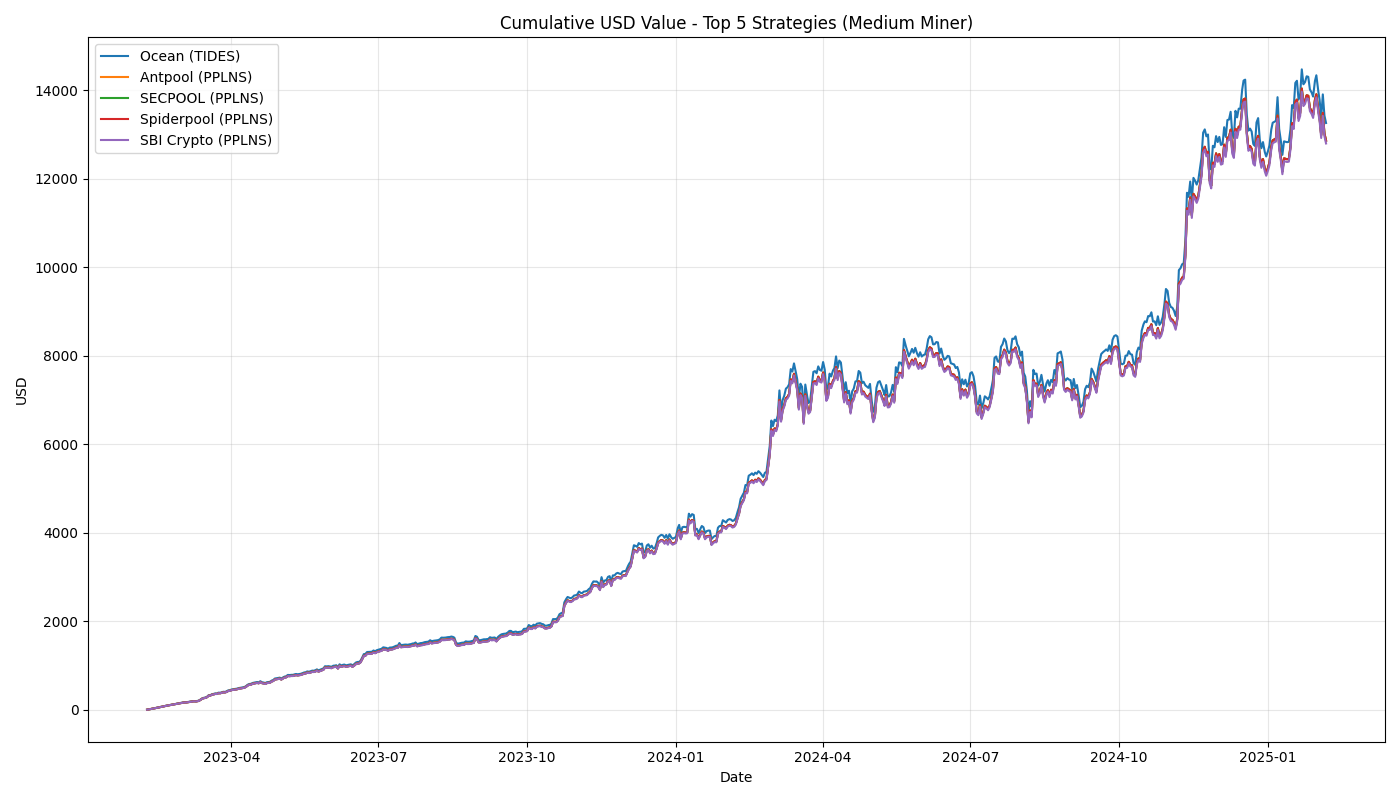 Cumulative USD Value - Top 5 Strategies (Medium Miner)
Ocean (TIDES)
Antpool (PPLNS)
SECPOOL (PPLNS)
Spiderpool (PPLNS)
SBI Crypto (PPLNS)
14000
12000
10000
8000
6000
4000
2000
0
USD
2023-04 2023-07 2023-10 2024-01 2024-04 2024-07 2024-10 2025-01
Date